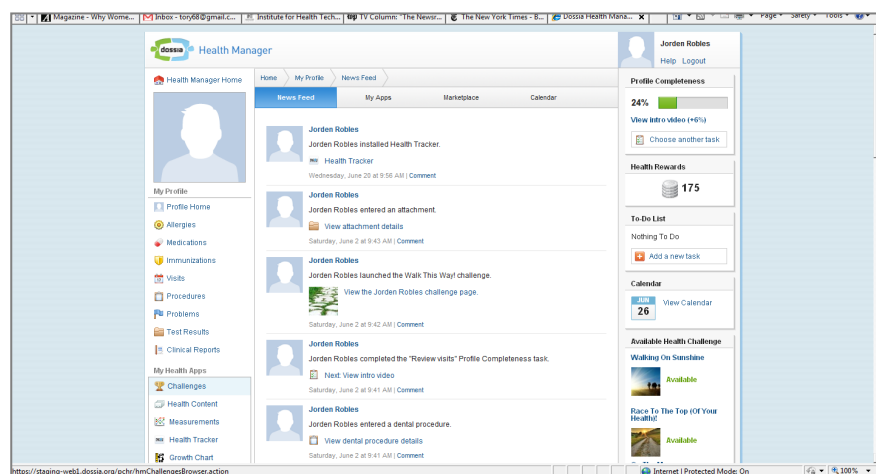 Magazine - Why Wome...
Inbox - tory68@gmail.c...
Institute for Health Tech...
TV Column: "The Newsr...
The New York Times - B...
Dossia Health Mana...
Page
Safety
Tools
dossia Health Manager
Jorden Robles
Help Logout
Health Manager Home
Home
My Profile
News Feed
News Feed
My Apps
Marketplace
Calendar
My Profile
Profile Home
Allergies
Medications
Immunizations
Visits
Procedures
Problems
Test Results
Clinical Reports
My Health Apps
Challenges
Health Content
Measurements
Health Tracker
Growth Chart
Jorden Robles
Jorden Robles installed Health Tracker.
Health Tracker
Wednesday, June 20 at 9:56 AM | Comment
Jorden Robles
Jorden Robles entered an attachment.
View attachment details
Saturday, June 2 at 9:43 AM | Comment
Jorden Robles
Jorden Robles launched the Walk This Way! challenge.
View the Jorden Robles challenge page.
Saturday, June 2 at 9:42 AM | Comment
Jorden Robles
Jorden Robles completed the "Review visits" Profile Completeness task.
Next: View intro video
Saturday, June 2 at 9:41 AM | Comment
Jorden Robles
Jorden Robles entered a dental procedure.
View dental procedure details
Saturday, June 2 at 9:41 AM | Comment
Profile Completeness
24%
View intro video (+6%)
Choose another task
Health Rewards
175
To-Do List
Nothing To Do
Add a new task
Calendar
JUN
26
View Calendar
Available Health Challenge
Walking On Sunshine
Available
Race To The Top (Of Your
Health)!
Available
https://staging-web1.dossia.org/pchr/hmChallengesBrowser.action
Internet | Protected Mode: On
100%